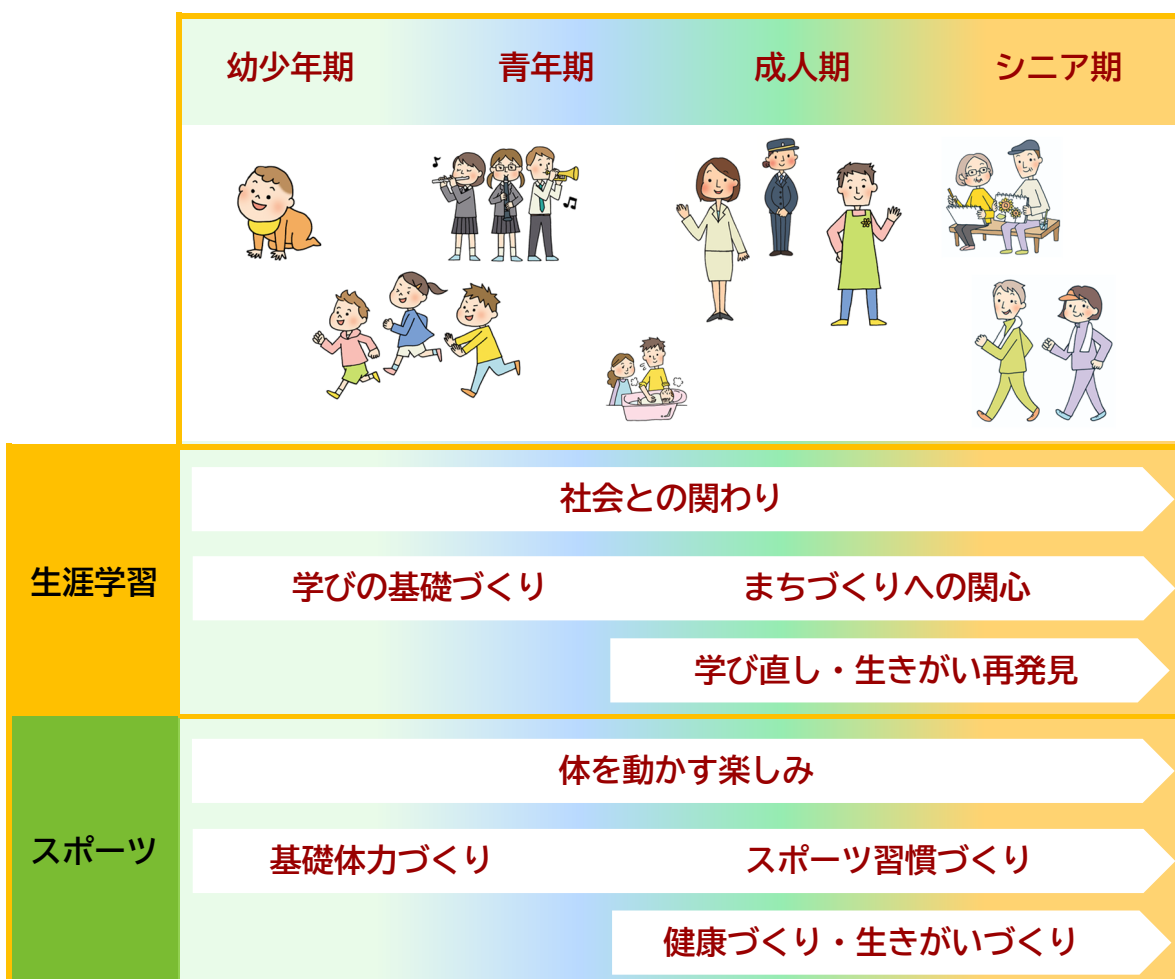 幼少年期 青年期 成人期 シニア期
社会との関わり
生涯学習
学びの基礎づくり まちづくりへの関心
学び直し・生きがい再発見
体を動かす楽しみ
スポーツ
基礎体力づくり スポーツ習慣づくり
健康づくり・生きがいづくり